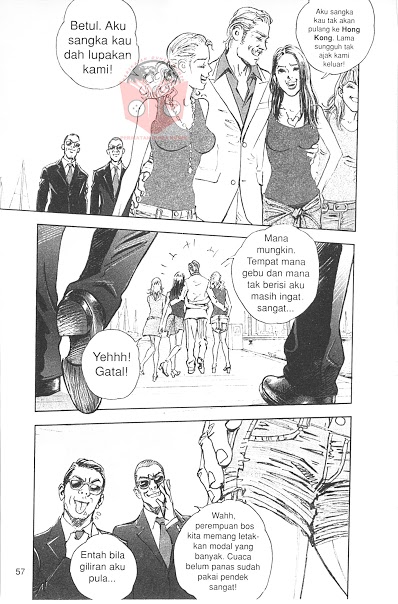 Betul. Aku
sangka kau
dah lupakan
kami!
Aku sangka
kau tak akan
pulang ke Hong
Kong. Lama
sungguh tak
ajak kami
keluar!
Mana
mungkin.
Tempat mana
gebu dan mana
tak berisi aku
masih ingat
sangat...
Yehhh!
Gatal!
Entah bila
giliran aku
pula...
Wahh,
perempuan bos
kita memang letak-
kan modal yang
banyak. Cuaca
belum panas sudah
pakai pendek
sangat!
57